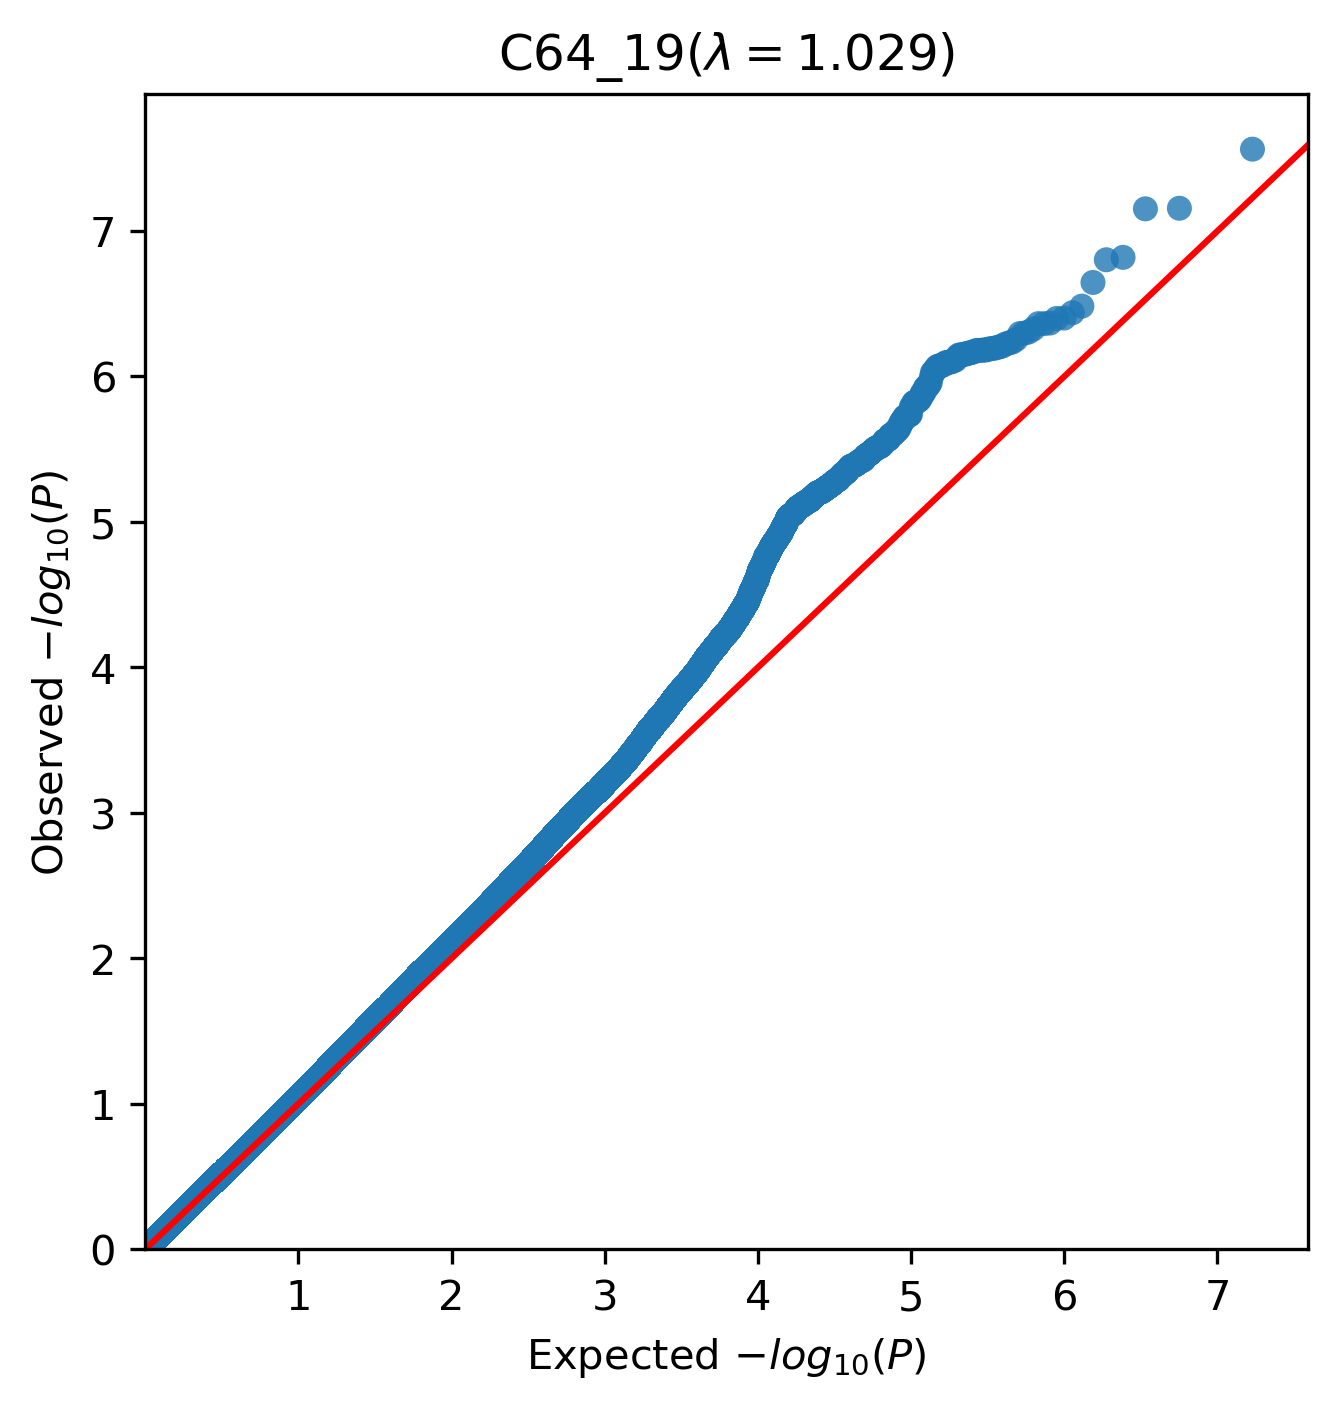 C64_19(λ = 1.029)
Observed −log₁₀(P)
7
6
5
4
3
2
1
0
1 2 3 4 5 6 7
Expected −log₁₀(P)